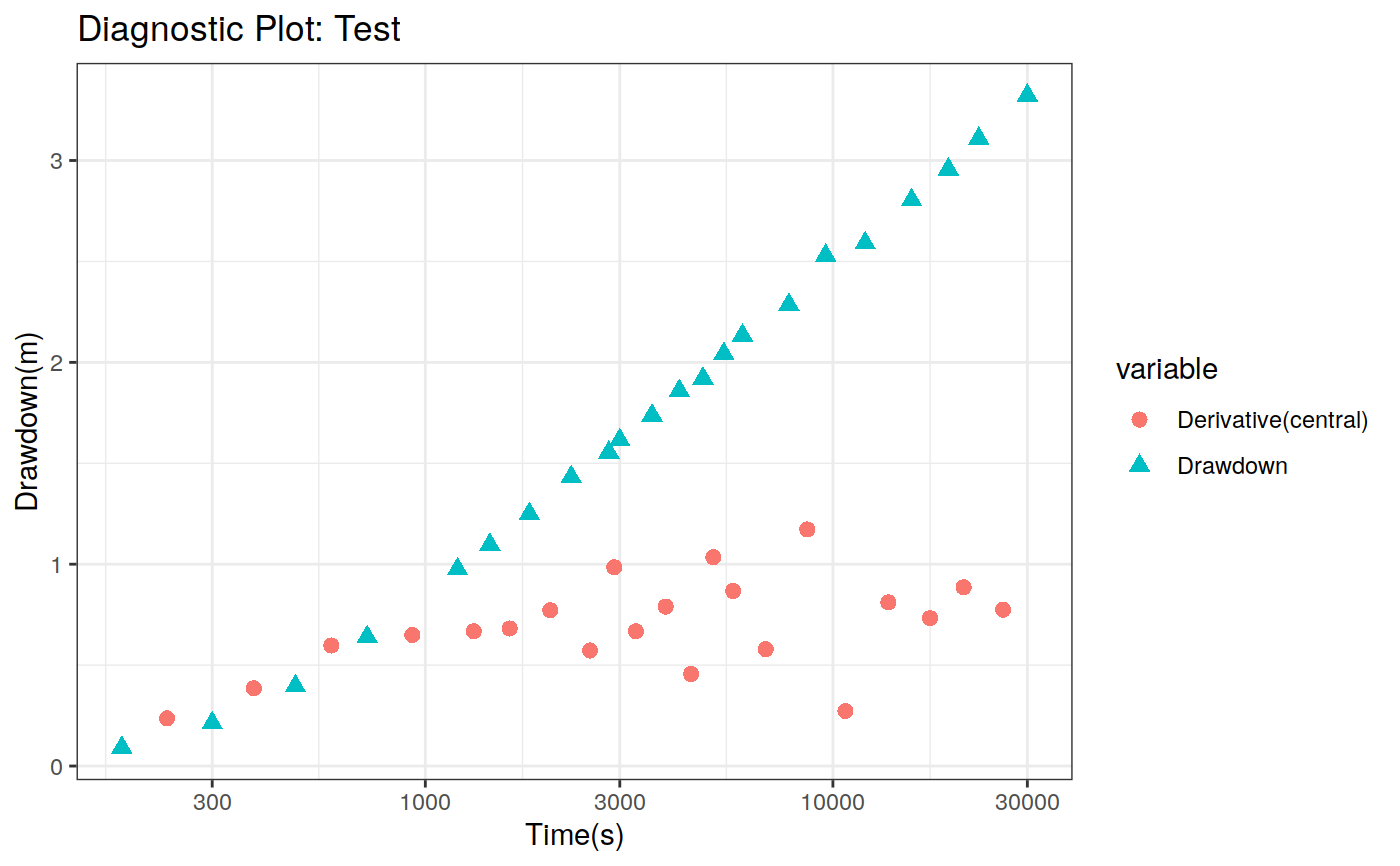 Diagnostic Plot: Test
Drawdown(m)
3
2
1
0
300
1000
3000
10000
30000
Time(s)
variable
Derivative(central)
Drawdown